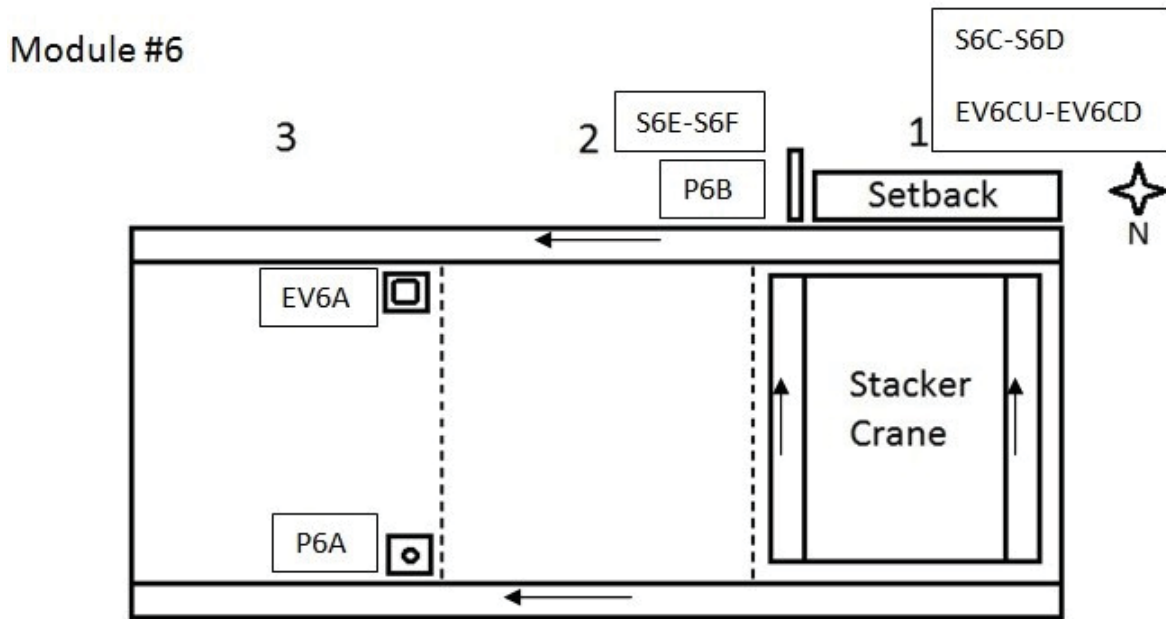 Module #6
S6C-S6D
EV6CU-EV6CD
3
2
S6E-S6F
1
P6B
Setback
N
EV6A
Stacker
Crane
P6A